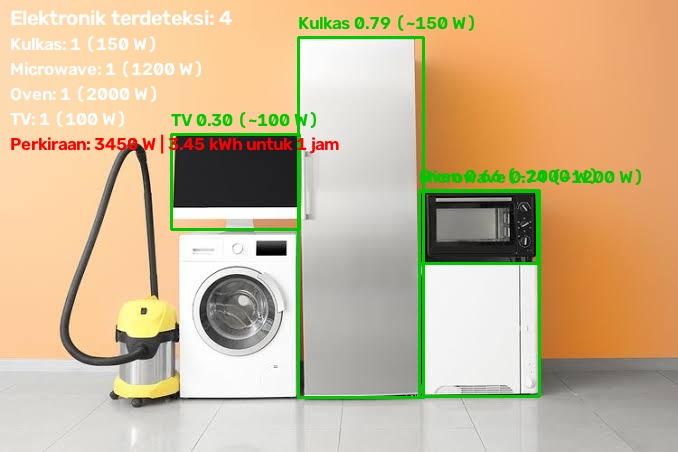 Elektronik terdeteksi: 4
Kulkas: 1 (150 W)
Microwave: 1 (1200 W)
Oven: 1 (2000 W)
TV: 1 (100 W)
Perkiraan: 3450 W | 3.45 kWh untuk 1 jam
Kulkas 0.79 (~150 W)
TV 0.30 (~100 W)